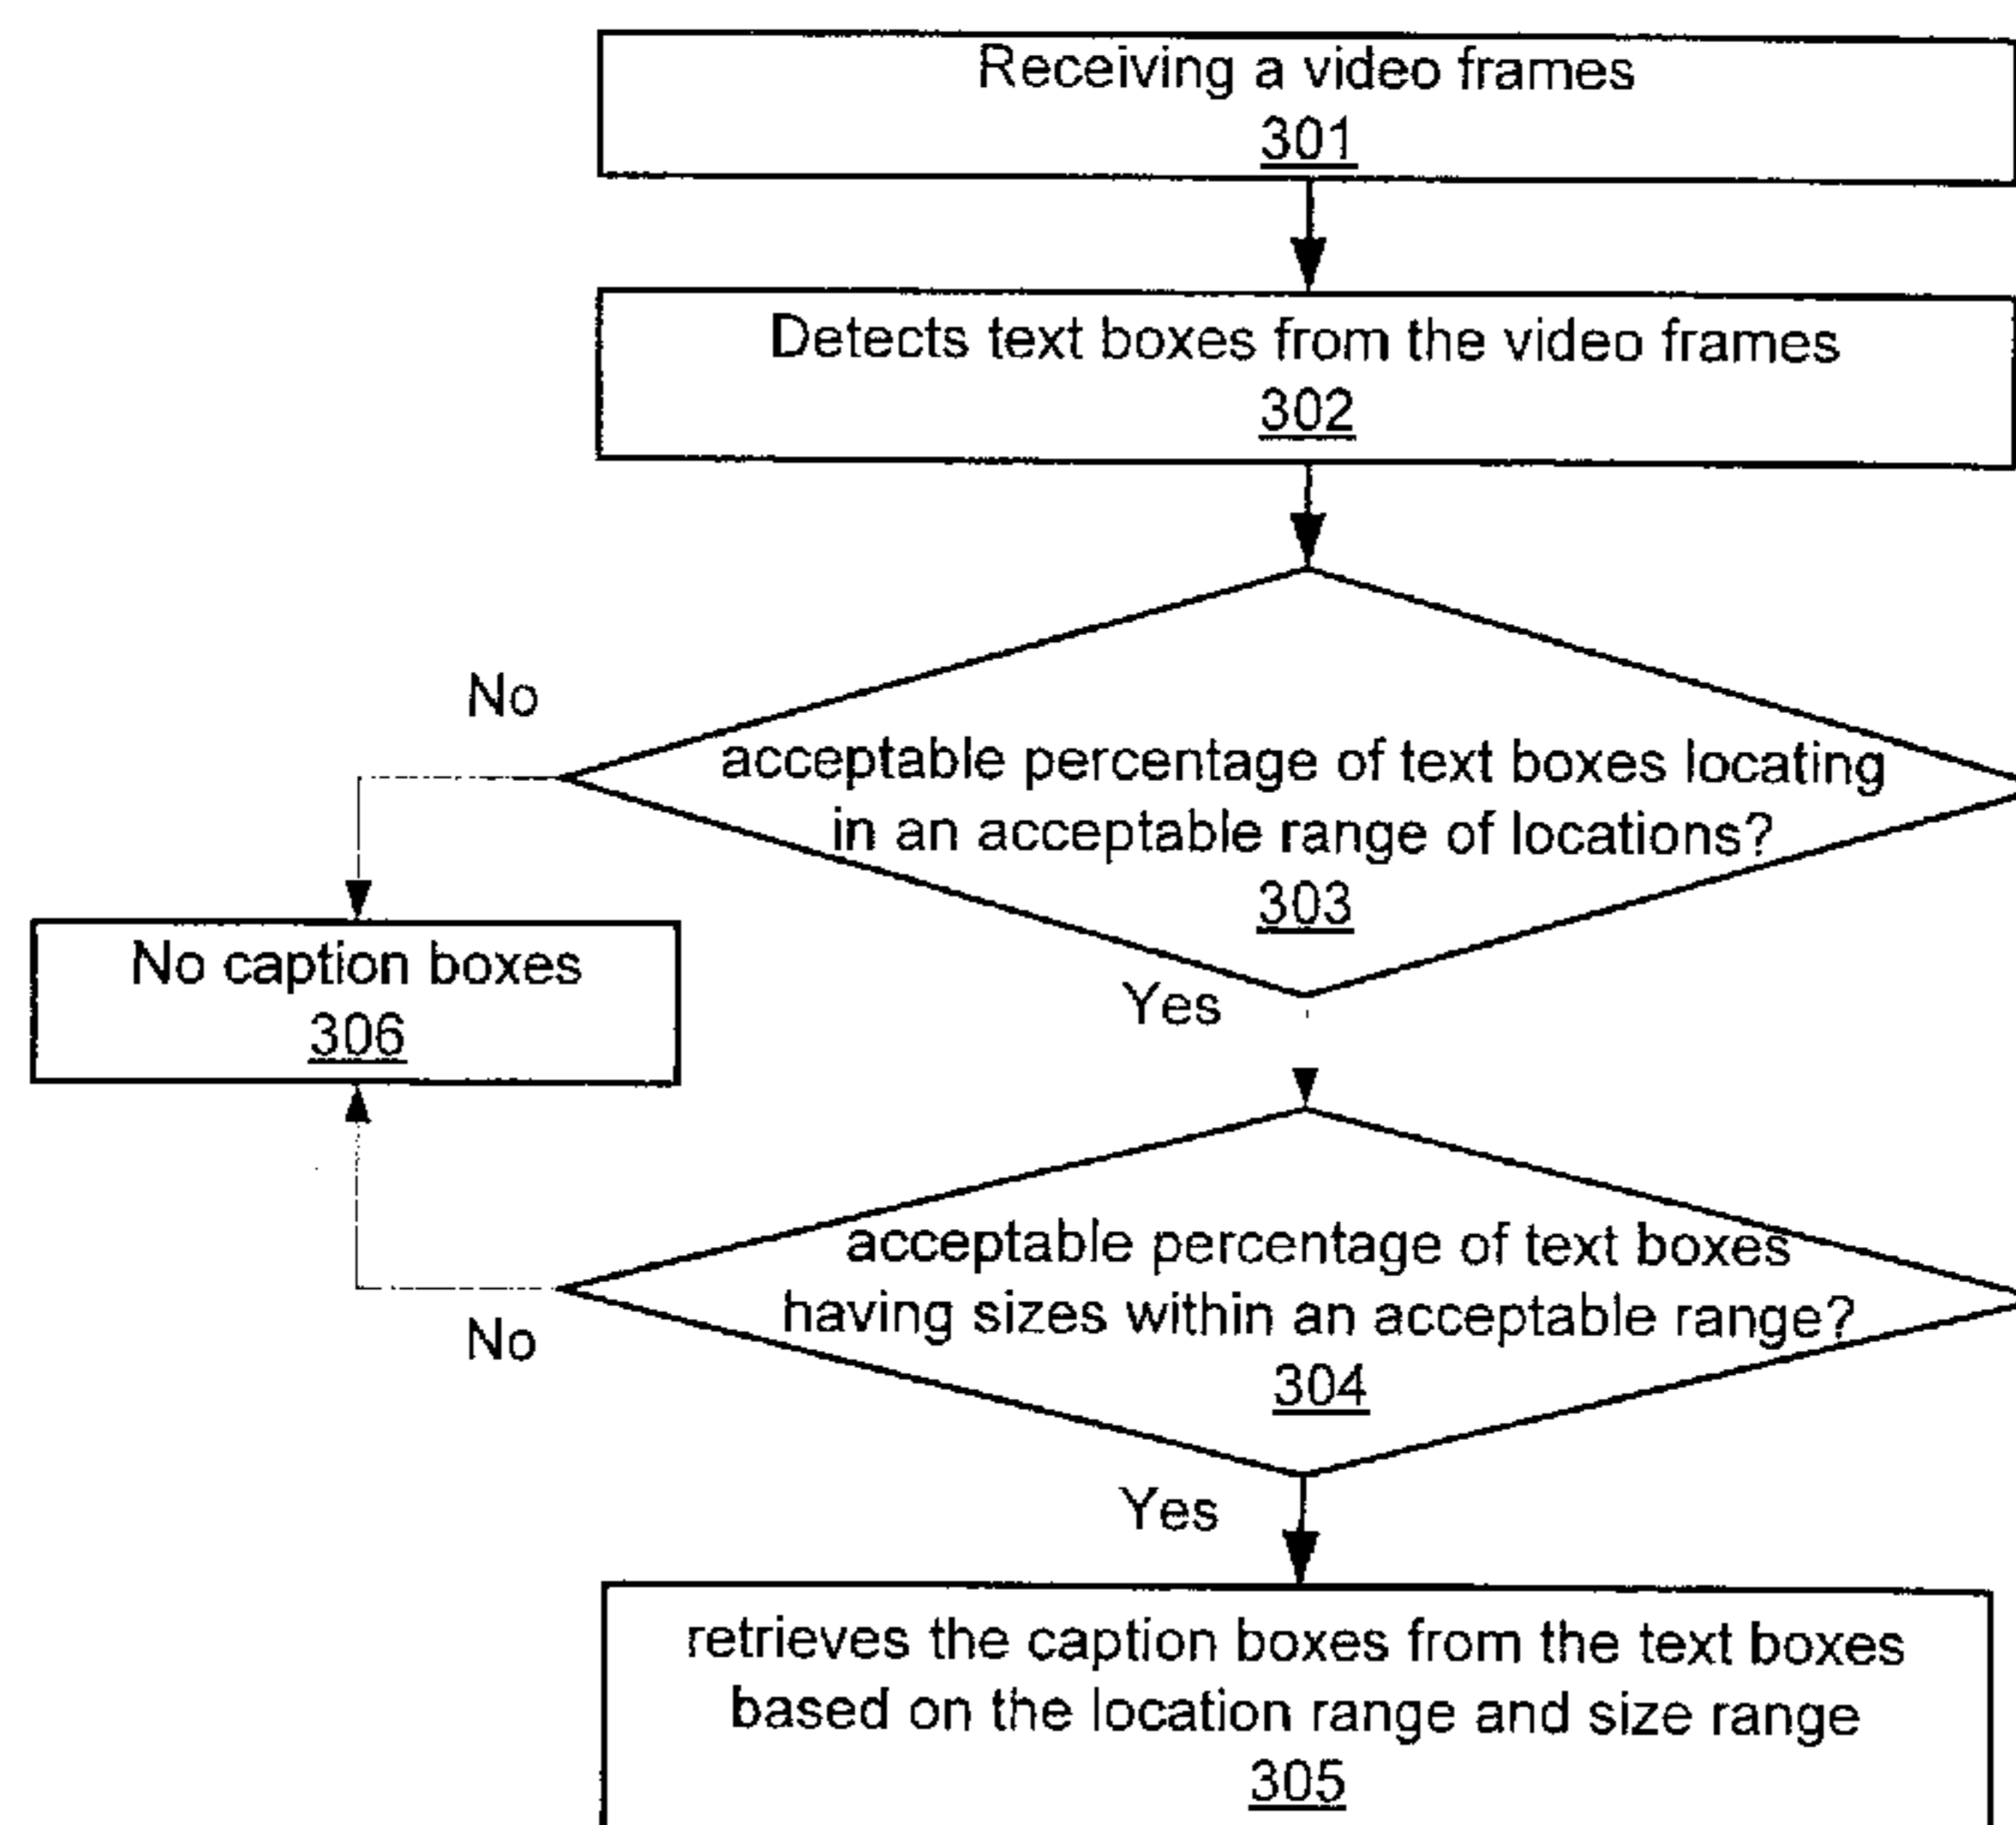 Receiving a video frames
301
Detects text boxes from the video frames
302
No
acceptable percentage of text boxes locating
in an acceptable range of locations?
303
No caption boxes
306
Yes
acceptable percentage of text boxes
having sizes within an acceptable range?
304
No
Yes
retrieves the caption boxes from the text boxes
based on the location range and size range
305